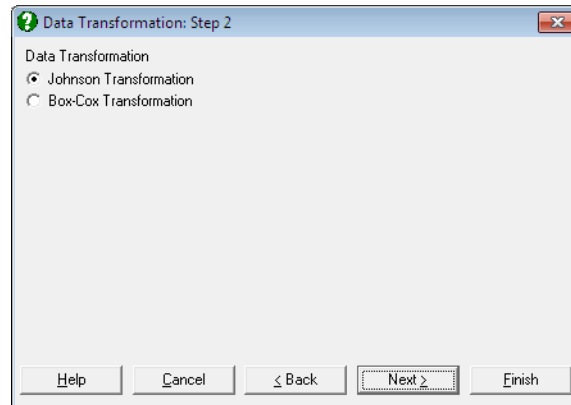 Data Transformation: Step 2
Data Transformation
Johnson Transformation
Box-Cox Transformation
Help Cancel < Back Next > Finish